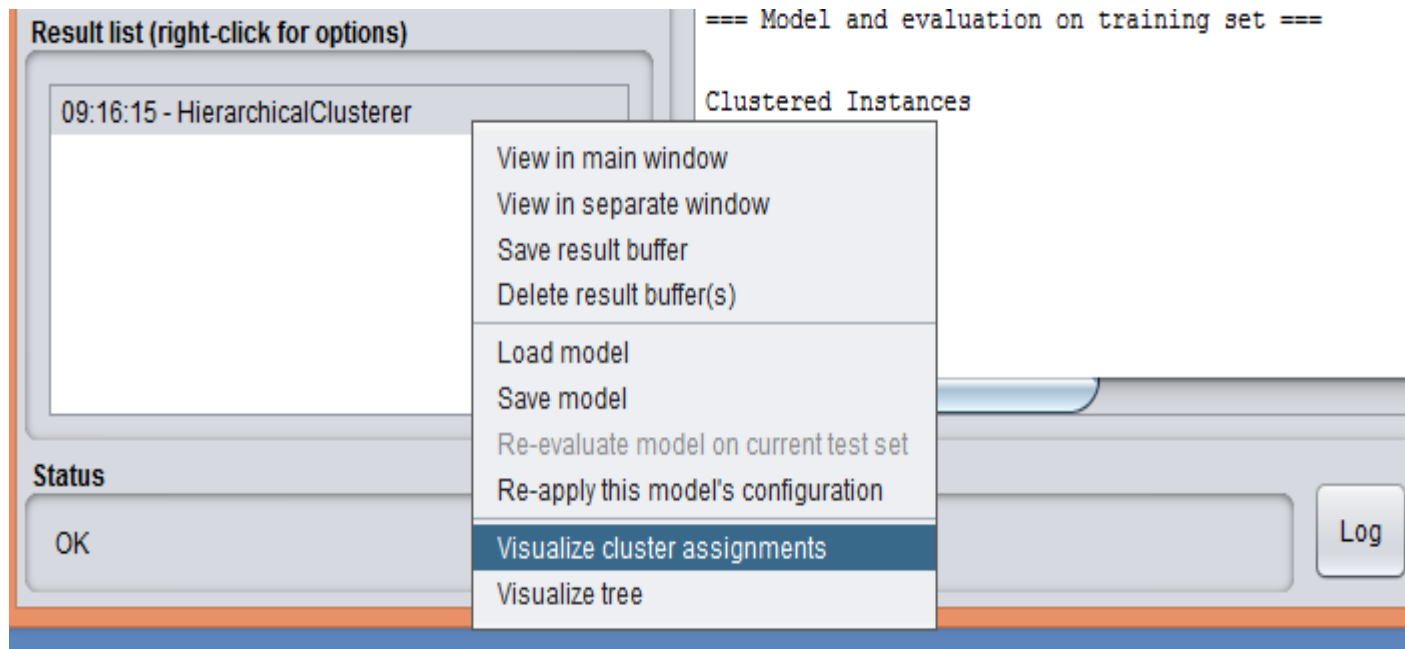 Result list (right-click for options)
09:16:15 - HierarchicalClusterer
=== Model and evaluation on training set ===
Clustered Instances
View in main window
View in separate window
Save result buffer
Delete result buffer(s)
Load model
Save model
Re-evaluate model on current test set
Re-apply this model's configuration
Visualize cluster assignments
Visualize tree
Status
OK
Log